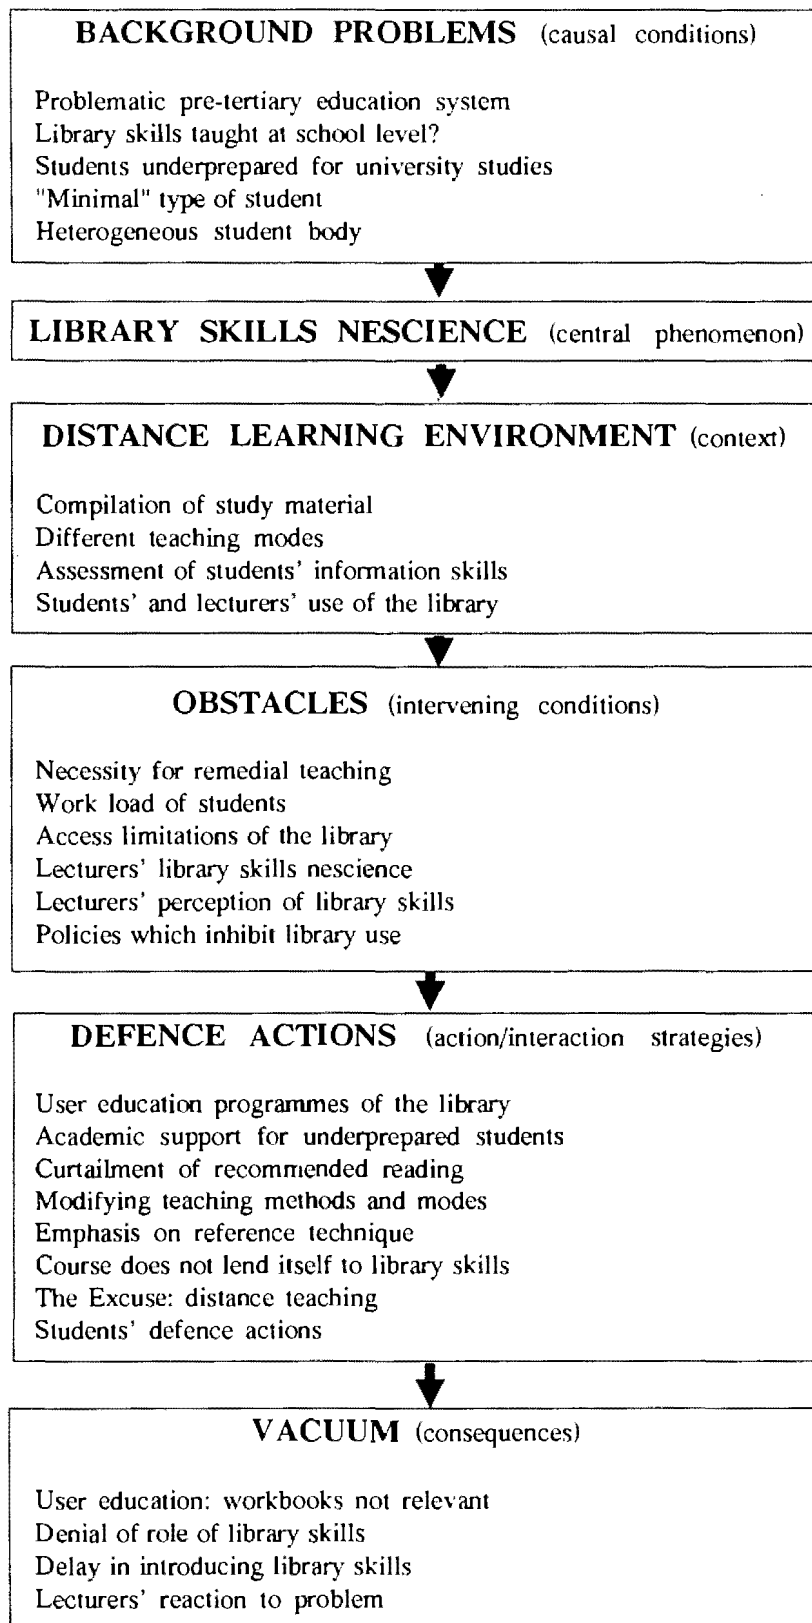 BACKGROUND PROBLEMS (causal conditions)
Problematic pre-tertiary education system
Library skills taught at school level?
Students underprepared for university studies
"Minimal" type of student
Heterogeneous student body
LIBRARY SKILLS NESCIENCE (central phenomenon)
DISTANCE LEARNING ENVIRONMENT (context)
Compilation of study material
Different teaching modes
Assessment of students' information skills
Students' and lecturers' use of the library
OBSTACLES (intervening conditions)
Necessity for remedial teaching
Work load of students
Access limitations of the library
Lecturers' library skills nescience
Lecturers' perception of library skills
Policies which inhibit library use
DEFENCE ACTIONS (action/interaction strategies)
User education programmes of the library
Academic support for underprepared students
Curtailment of recommended reading
Modifying teaching methods and modes
Emphasis on reference technique
Course does not lend itself to library skills
The Excuse: distance teaching
Students' defence actions
VACUUM (consequences)
User education: workbooks not relevant
Denial of role of library skills
Delay in introducing library skills
Lecturers' reaction to problem